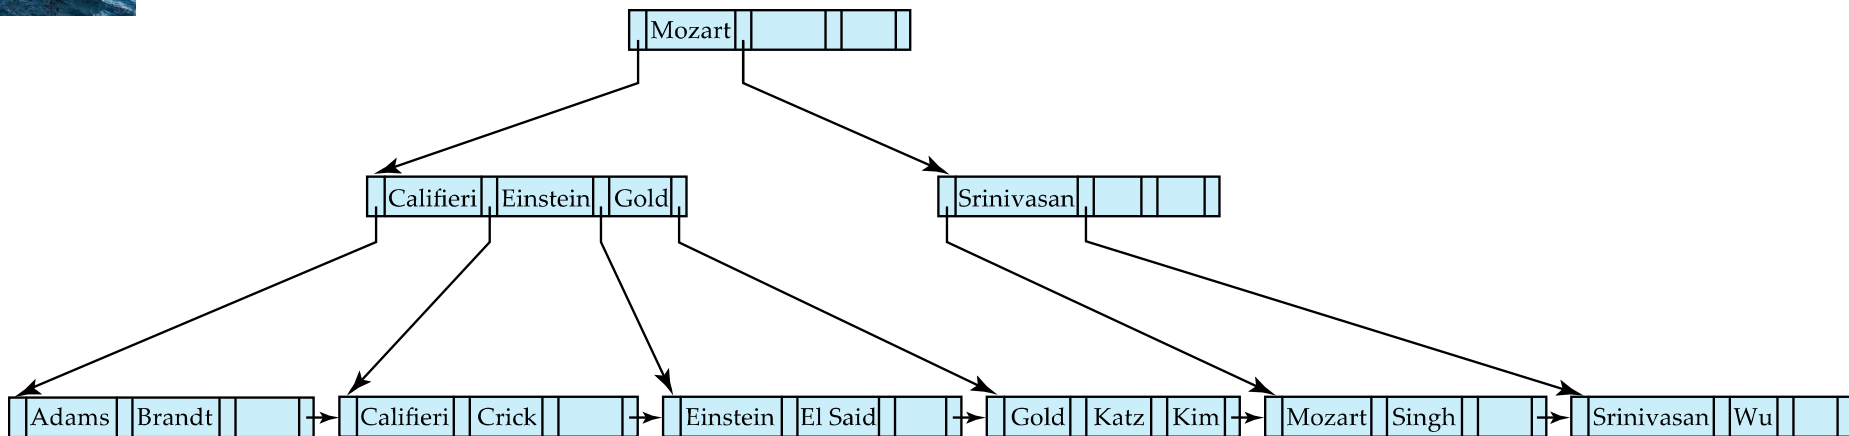 Mozart
Califieri Einstein Gold
Srinivasan
Adams Brandt
Califieri Crick
Einstein El Said
Gold Katz Kim
Mozart Singh
Srinivasan Wu